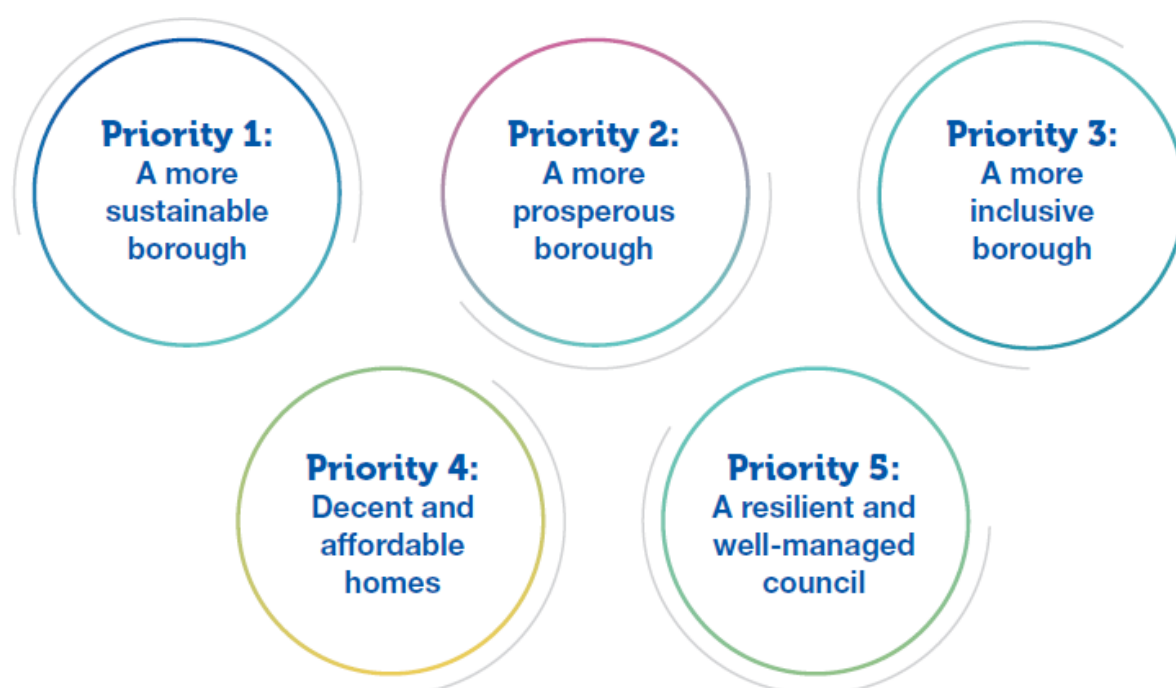 Priority 1:
A more
sustainable
borough
Priority 2:
A more
prosperous
borough
Priority 3:
A more
inclusive
borough
Priority 4:
Decent and
affordable
homes
Priority 5:
A resilient and
well-managed
council